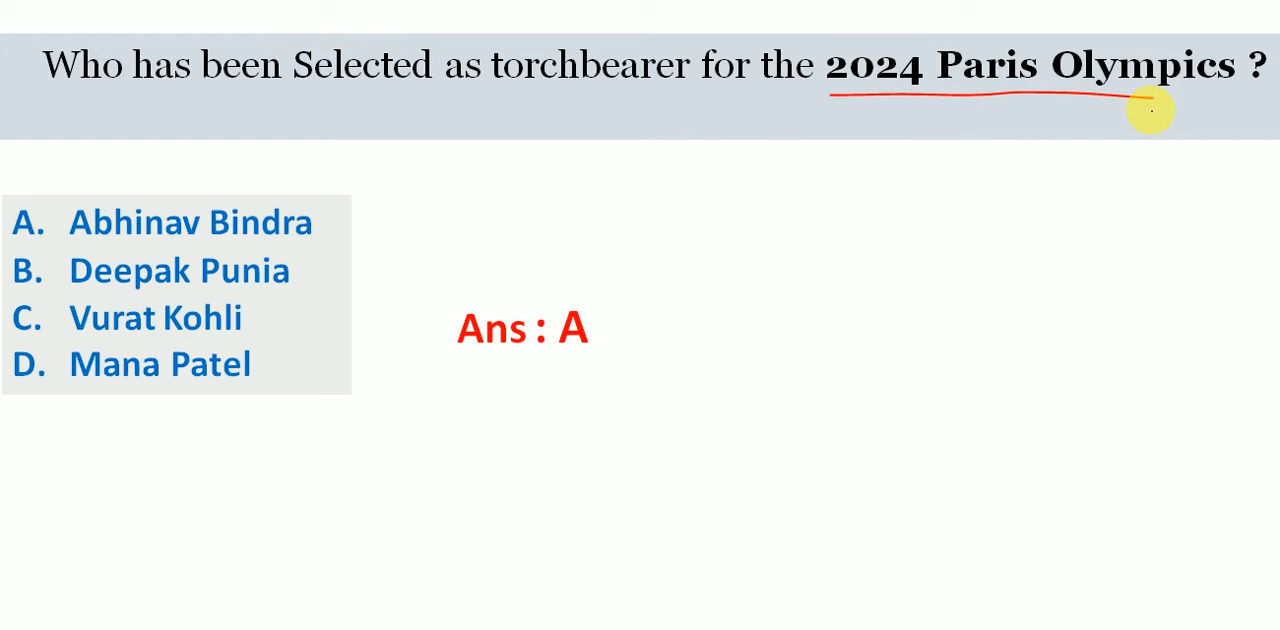 Who has been Selected as torchbearer for the 2024 Paris Olympics ?
A. Abhinav Bindra
B. Deepak Punia
C. Vurat Kohli
D. Mana Patel
Ans : A